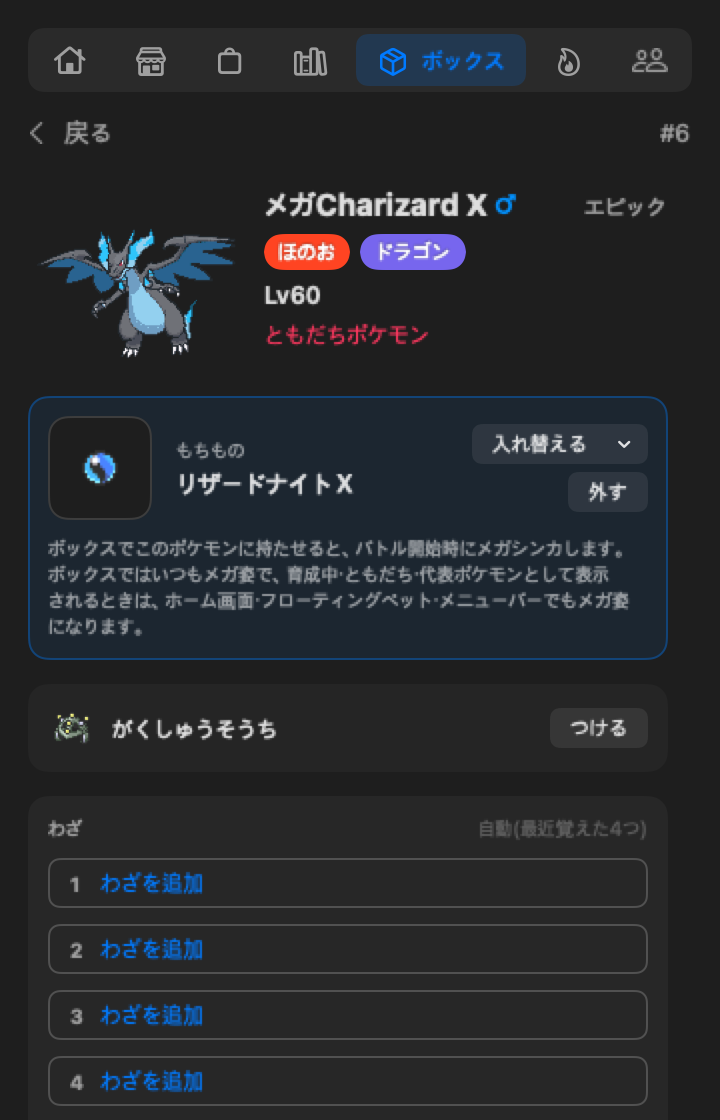 ボックス
戻る
#6
メガCharizard X ♂
エピック
ほのお
ドラゴン
Lv60
ともだちポケモン
もちもの
リザードナイトX
入れ替える
外す
ボックスでこのポケモンに持たせると、バトル開始時にメガシンカします。
ボックスではいつもメガ姿で、育成中·ともだち·代表ポケモンとして表示
されるときは、ホーム画面·フローティングペット·メニューバーでもメガ姿
になります。
がくしゅうそうち
つける
わざ
自動(最近覚えた4つ)
1 わざを追加
2 わざを追加
3 わざを追加
4 わざを追加